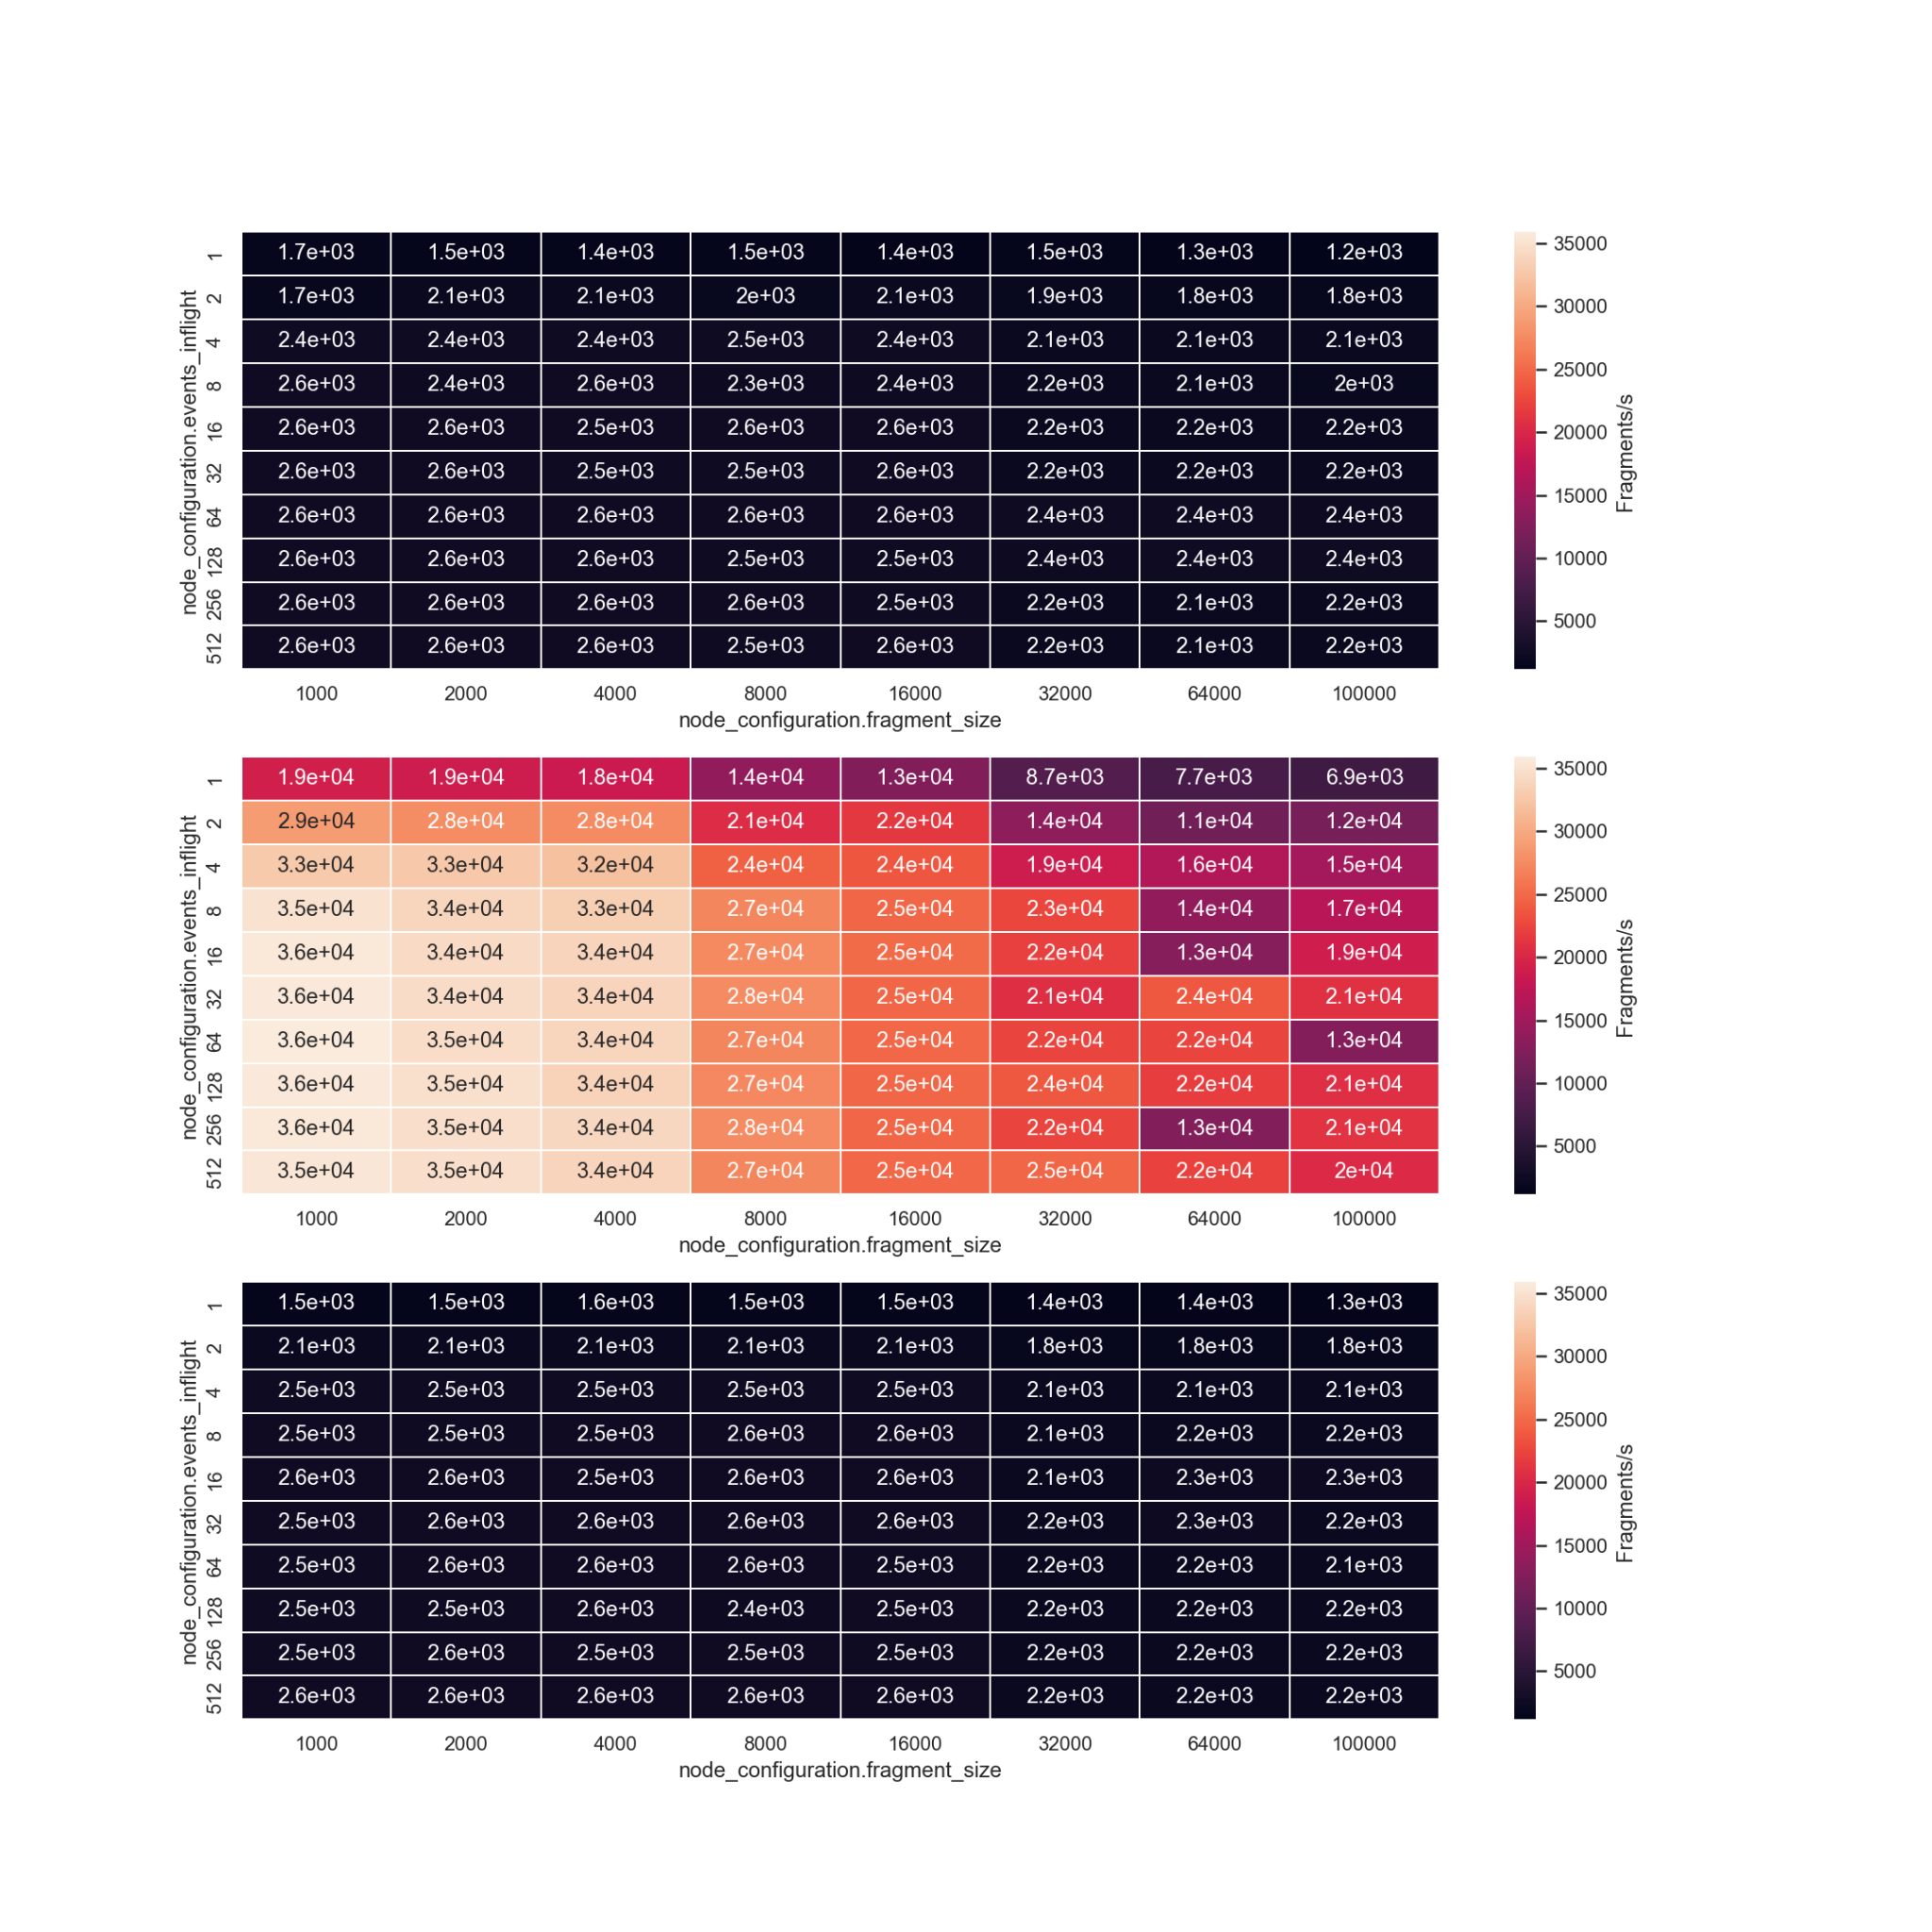 1 1.7e+03 1.5e+03 1.4e+03 1.5e+03 1.4e+03 1.5e+03 1.3e+03 1.2e+03
2 1.7e+03 2.1e+03 2.1e+03 2e+03 2.1e+03 1.9e+03 1.8e+03 1.8e+03
4 2.4e+03 2.4e+03 2.4e+03 2.5e+03 2.4e+03 2.1e+03 2.1e+03 2.1e+03
8 2.6e+03 2.4e+03 2.6e+03 2.3e+03 2.4e+03 2.2e+03 2.1e+03 2e+03
16 2.6e+03 2.6e+03 2.5e+03 2.6e+03 2.6e+03 2.2e+03 2.2e+03 2.2e+03
32 2.6e+03 2.6e+03 2.5e+03 2.5e+03 2.6e+03 2.2e+03 2.2e+03 2.2e+03
64 2.6e+03 2.6e+03 2.6e+03 2.6e+03 2.6e+03 2.4e+03 2.4e+03 2.4e+03
128 2.6e+03 2.6e+03 2.6e+03 2.5e+03 2.5e+03 2.4e+03 2.4e+03 2.4e+03
256 2.6e+03 2.6e+03 2.6e+03 2.6e+03 2.5e+03 2.2e+03 2.1e+03 2.2e+03
512 2.6e+03 2.6e+03 2.6e+03 2.5e+03 2.6e+03 2.2e+03 2.1e+03 2.2e+03
1000 2000 4000 8000 16000 32000 64000 100000
node_configuration.fragment_size
node_configuration.events_inflight
35000
30000
25000
20000
15000
10000
5000
Fragments/s
1 1.9e+04 1.9e+04 1.8e+04 1.4e+04 1.3e+04 8.7e+03 7.7e+03 6.9e+03
2 2.9e+04 2.8e+04 2.8e+04 2.1e+04 2.2e+04 1.4e+04 1.1e+04 1.2e+04
4 3.3e+04 3.3e+04 3.2e+04 2.4e+04 2.4e+04 1.9e+04 1.6e+04 1.5e+04
8 3.5e+04 3.4e+04 3.3e+04 2.7e+04 2.5e+04 2.3e+04 1.4e+04 1.7e+04
16 3.6e+04 3.4e+04 3.4e+04 2.7e+04 2.5e+04 2.2e+04 1.3e+04 1.9e+04
32 3.6e+04 3.4e+04 3.4e+04 2.8e+04 2.5e+04 2.1e+04 2.4e+04 2.1e+04
64 3.6e+04 3.5e+04 3.4e+04 2.7e+04 2.5e+04 2.2e+04 2.2e+04 1.3e+04
128 3.6e+04 3.5e+04 3.4e+04 2.7e+04 2.5e+04 2.4e+04 2.2e+04 2.1e+04
256 3.6e+04 3.5e+04 3.4e+04 2.8e+04 2.5e+04 2.2e+04 1.3e+04 2.1e+04
512 3.5e+04 3.5e+04 3.4e+04 2.7e+04 2.5e+04 2.5e+04 2.2e+04 2e+04
1000 2000 4000 8000 16000 32000 64000 100000
node_configuration.fragment_size
node_configuration.events_inflight
35000
30000
25000
20000
15000
10000
5000
Fragments/s
1 1.5e+03 1.5e+03 1.6e+03 1.5e+03 1.5e+03 1.4e+03 1.4e+03 1.3e+03
2 2.1e+03 2.1e+03 2.1e+03 2.1e+03 2.1e+03 1.8e+03 1.8e+03 1.8e+03
4 2.5e+03 2.5e+03 2.5e+03 2.5e+03 2.5e+03 2.1e+03 2.1e+03 2.1e+03
8 2.5e+03 2.5e+03 2.5e+03 2.6e+03 2.6e+03 2.1e+03 2.2e+03 2.2e+03
16 2.6e+03 2.6e+03 2.5e+03 2.6e+03 2.6e+03 2.1e+03 2.3e+03 2.3e+03
32 2.5e+03 2.6e+03 2.6e+03 2.6e+03 2.6e+03 2.2e+03 2.3e+03 2.2e+03
64 2.5e+03 2.6e+03 2.6e+03 2.6e+03 2.5e+03 2.2e+03 2.2e+03 2.1e+03
128 2.5e+03 2.5e+03 2.6e+03 2.4e+03 2.5e+03 2.2e+03 2.2e+03 2.2e+03
256 2.5e+03 2.6e+03 2.5e+03 2.5e+03 2.5e+03 2.2e+03 2.2e+03 2.2e+03
512 2.6e+03 2.6e+03 2.6e+03 2.6e+03 2.6e+03 2.2e+03 2.2e+03 2.2e+03
1000 2000 4000 8000 16000 32000 64000 100000
node_configuration.fragment_size
node_configuration.events_inflight
35000
30000
25000
20000
15000
10000
5000
Fragments/s